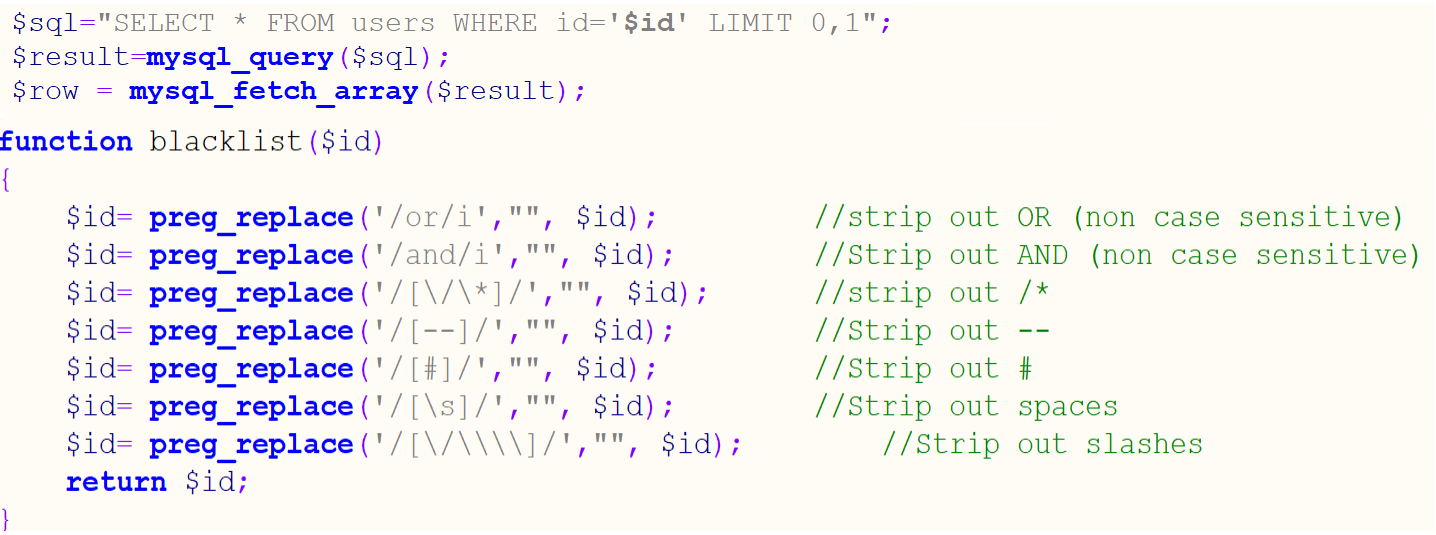 $sql="SELECT * FROM users WHERE id='$id' LIMIT 0,1";
$result=mysql_query($sql);
$row = mysql_fetch_array($result);
function blacklist($id)
{
$id= preg_replace('/or/i',"", $id); //strip out OR (non case sensitive)
$id= preg_replace('/and/i',"", $id); //Strip out AND (non case sensitive)
$id= preg_replace('/[\/\*]/',"", $id); //strip out /*
$id= preg_replace('/[--]/',"", $id); //Strip out --
$id= preg_replace('/[#]/',"", $id); //Strip out #
$id= preg_replace('/[\s]/',"", $id); //Strip out spaces
$id= preg_replace('/[\/\\\\]/',"", $id); //Strip out slashes
return $id;
}